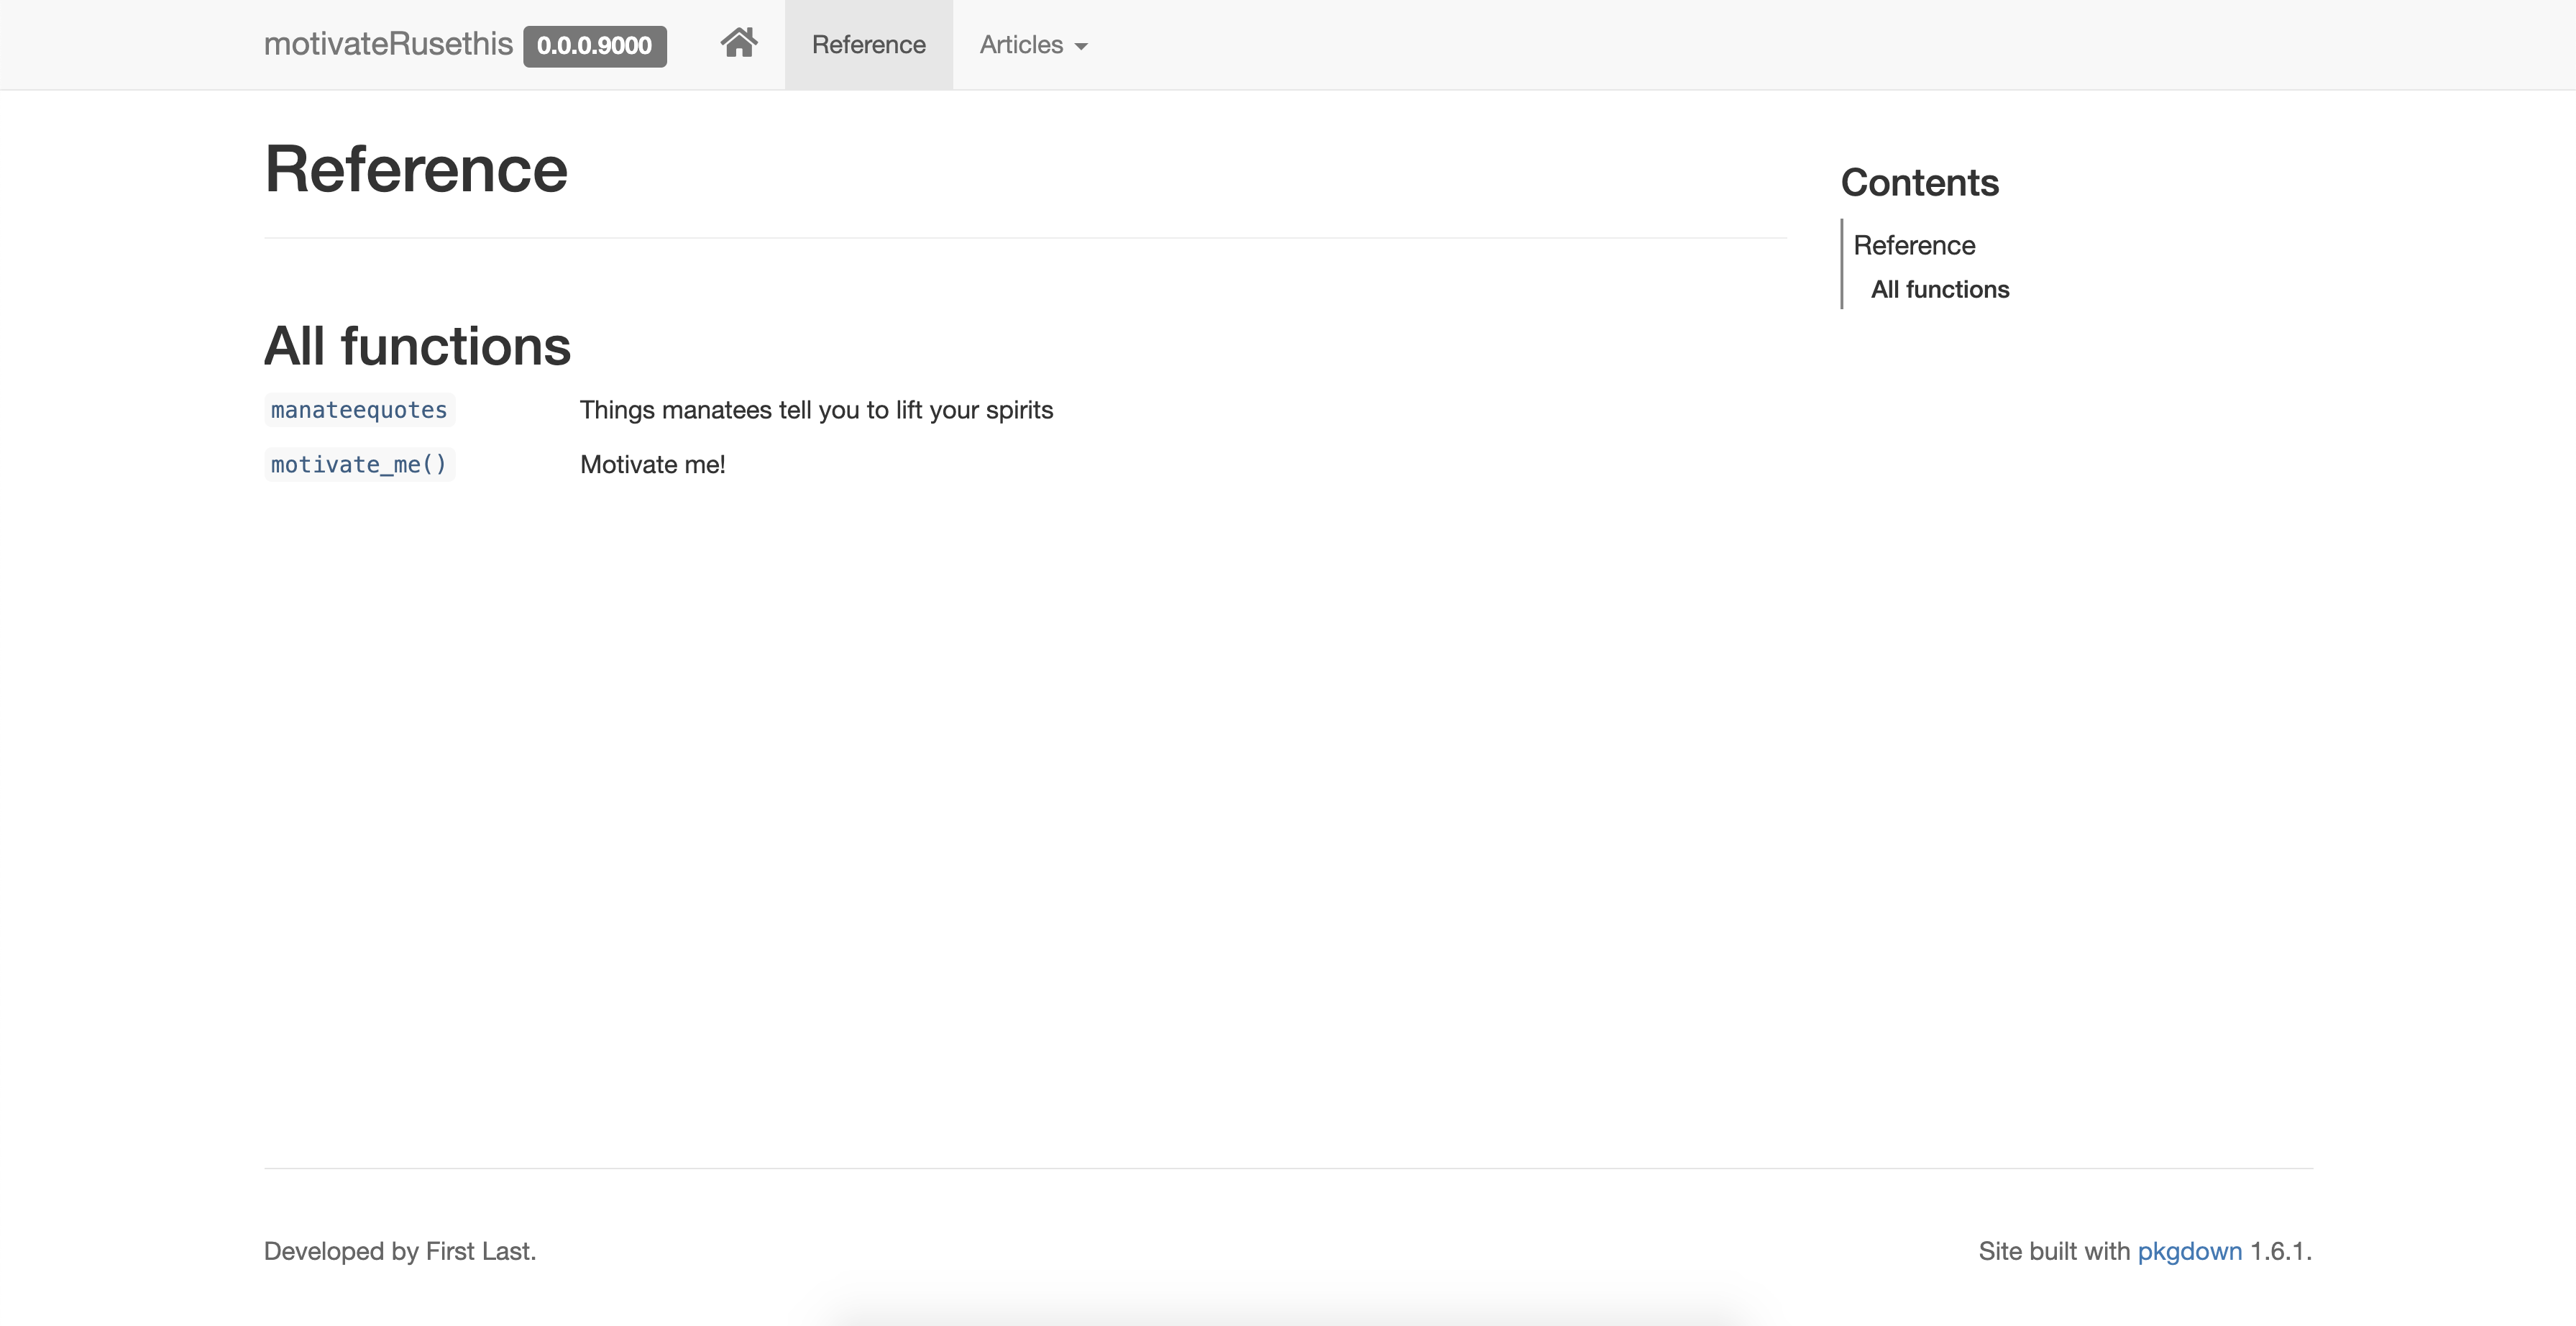 motivateRusethis 0.0.0.9000 Reference Articles
Reference
All functions
manateequotes Things manatees tell you to lift your spirits
motivate_me() Motivate me!
Contents
Reference
All functions
Developed by First Last.
Site built with pkgdown 1.6.1.